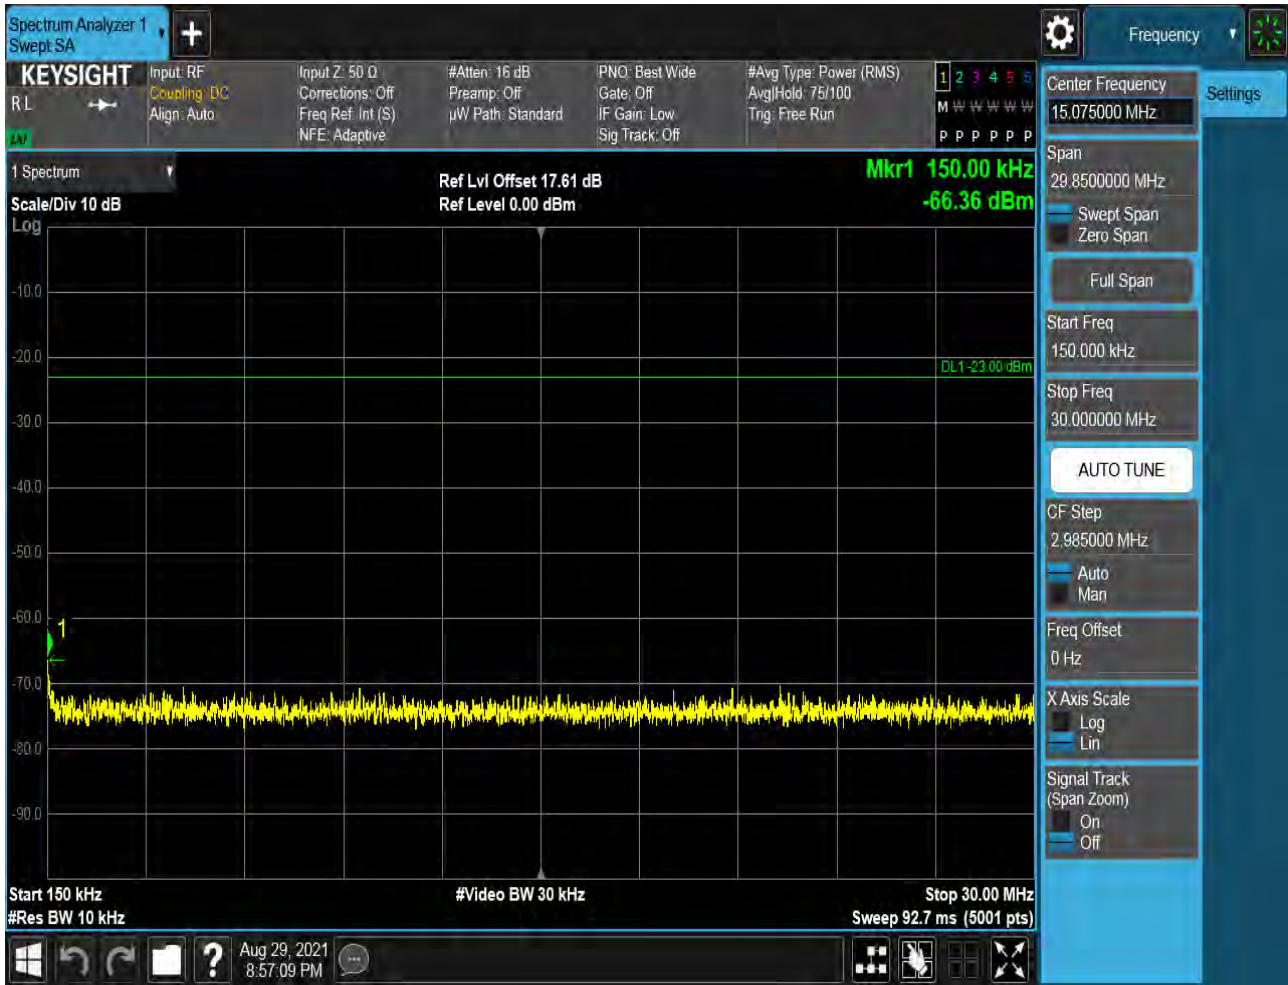 Spectrum Analyzer 1
Swept SA
Frequency
KEYSIGHT
R L
LNI
Input: RF
Coupling: DC
Align: Auto
Input Z: 50 Ω
Corrections: Off
Freq Ref: Int (S)
NFE: Adaptive
#Atten: 16 dB
Preamp: Off
µW Path: Standard
PNO: Best Wide
Gate: Off
IF Gain: Low
Sig Track: Off
#Avg Type: Power (RMS)
Avg|Hold: 75/100
Trig: Free Run
1 2 3 4 5 6
M W W W W W
P P P P P P
1 Spectrum
Scale/Div 10 dB
Log
Ref Lvl Offset 17.61 dB
Ref Level 0.00 dBm
Mkr1 150.00 kHz
-66.36 dBm
-10.0
-20.0
DL1 -23.00 dBm
-30.0
-40.0
-50.0
-60.0
1
-70.0
-80.0
-90.0
Start 150 kHz
#Res BW 10 kHz
#Video BW 30 kHz
Stop 30.00 MHz
Sweep 92.7 ms (5001 pts)
Center Frequency
15.075000 MHz
Settings
Span
29.8500000 MHz
Swept Span
Zero Span
Full Span
Start Freq
150.000 kHz
Stop Freq
30.000000 MHz
AUTO TUNE
CF Step
2.985000 MHz
Auto
Man
Freq Offset
0 Hz
X Axis Scale
Log
Lin
Signal Track
(Span Zoom)
On
Off
?
Aug 29, 2021
8:57:09 PM